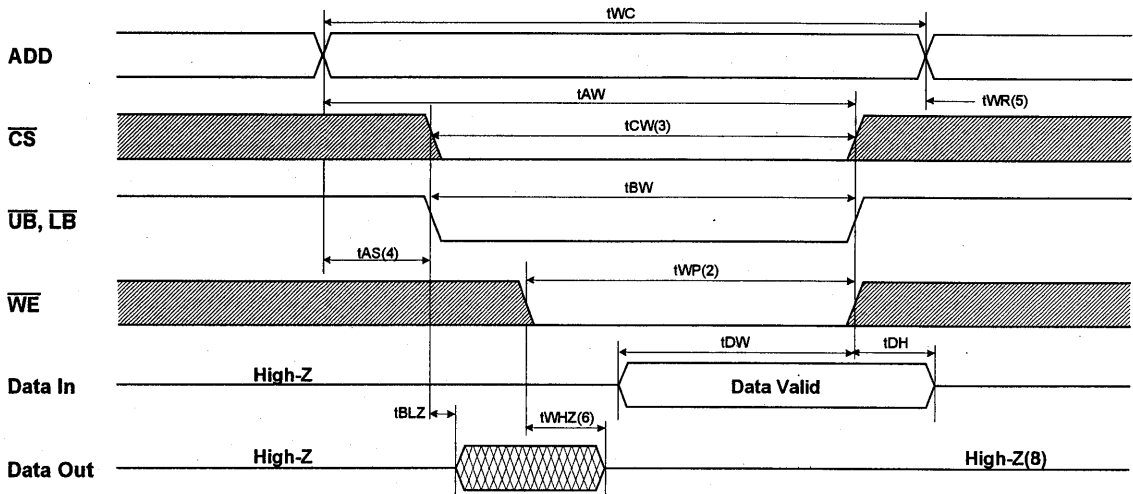 tWC
ADD
tAW
tWR(5)
CS
tCW(3)
tBW
UB, LB
tAS(4)
tWP(2)
WE
tDW
tDH
Data In
High-Z
Data Valid
tBLZ
tWHZ(6)
Data Out
High-Z
High-Z(8)